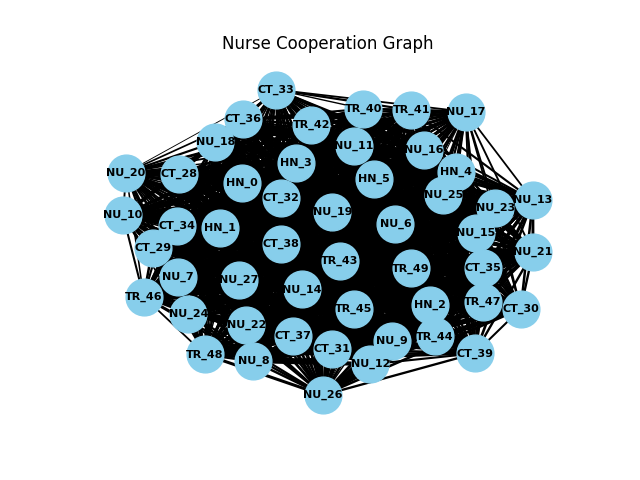 Nurse Cooperation Graph
CT_33
TR_40
TR_41
NU_17
CT_36
TR_42
NU_18
NU_11
NU_16
HN_3
HN_4
NU_20
CT_28
HN_0
HN_5
NU_25
CT_32
NU_13
NU_23
NU_10
NU_19
CT_34
HN_1
NU_6
NU_15
CT_29
CT_38
NU_21
TR_43
TR_49
CT_35
NU_7
NU_27
NU_14
TR_46
TR_47
HN_2
TR_45
CT_30
NU_24
NU_22
CT_37
TR_44
NU_9
CT_31
TR_48
CT_39
NU_8
NU_12
NU_26